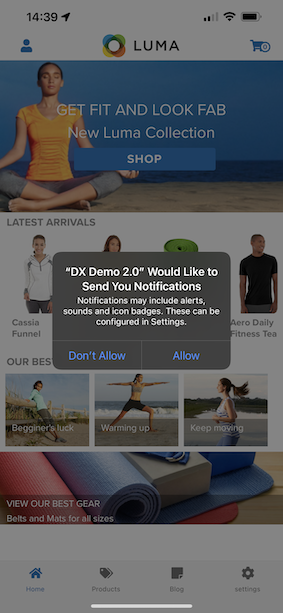 14:39
LUMA
0
GET FIT AND LOOK FAB
New Luma Collection
SHOP
LATEST ARRIVALS
“DX Demo 2.0” Would Like to
Send You Notifications
Notifications may include alerts,
sounds and icon badges. These can be
configured in Settings.
Don’t Allow
Allow
Cassia
Funnel
Aero Daily
Fitness Tea
OUR BES
Begginer's luck
Warming up
Keep moving
VIEW OUR BEST GEAR
Belts and Mats for all sizes
Home
Products
Blog
settings